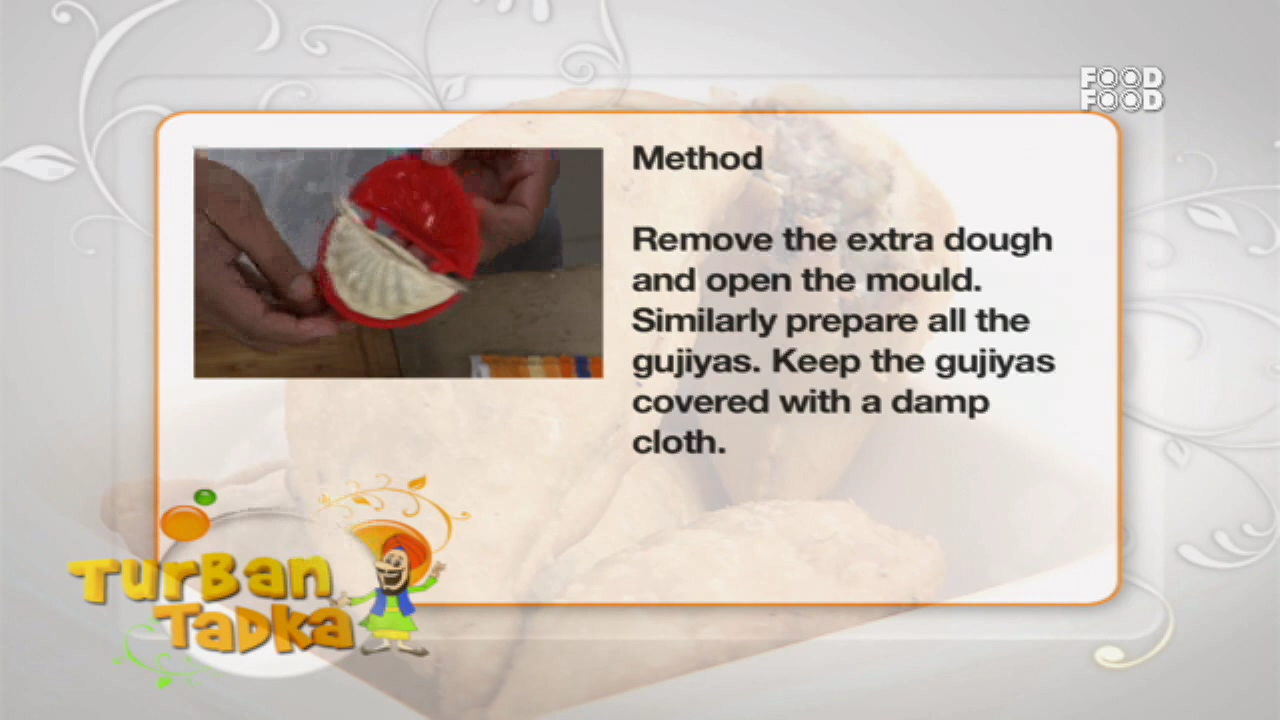 FOOD
FOOD
Method
Remove the extra dough
and open the mould.
Similarly prepare all the
gujiyas. Keep the gujiyas
covered with a damp
cloth.
TurBan
TaDka